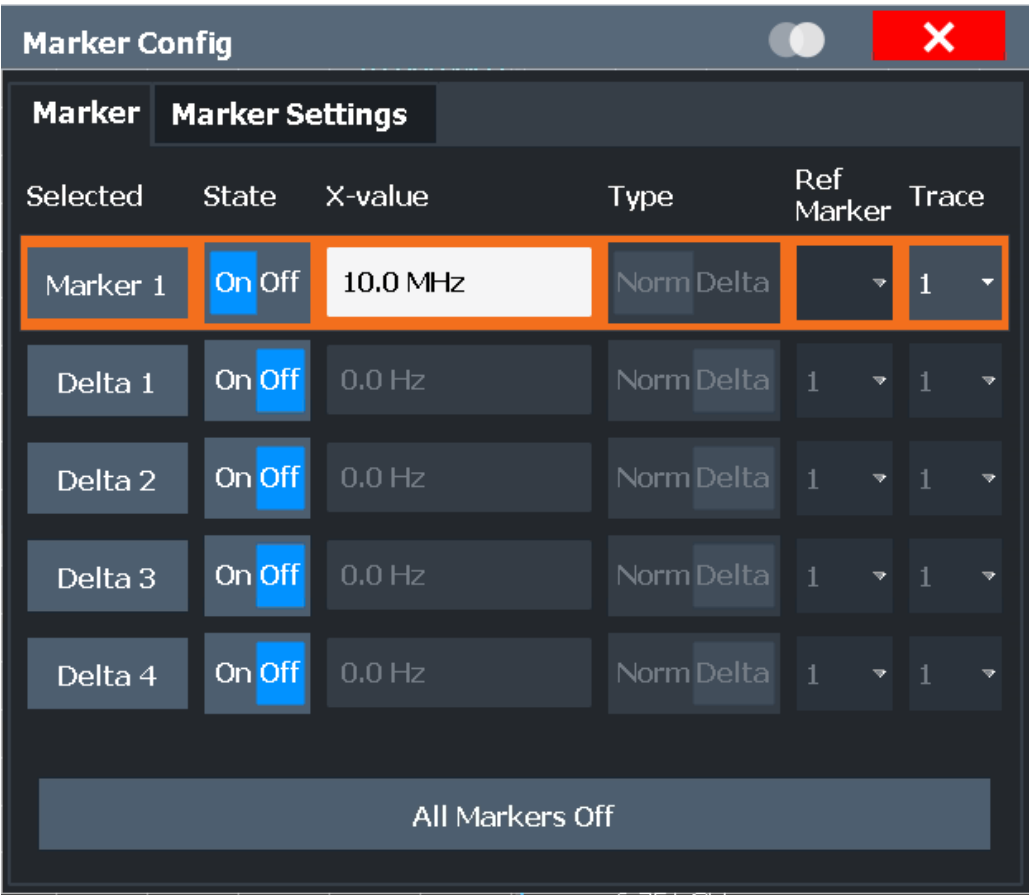 Marker Config
Marker Marker Settings
Selected State X-value Type Ref Marker Trace
Marker 1 On Off 10.0 MHz Norm Delta 1
Delta 1 On Off 0.0 Hz Norm Delta 1 1
Delta 2 On Off 0.0 Hz Norm Delta 1 1
Delta 3 On Off 0.0 Hz Norm Delta 1 1
Delta 4 On Off 0.0 Hz Norm Delta 1 1
All Markers Off